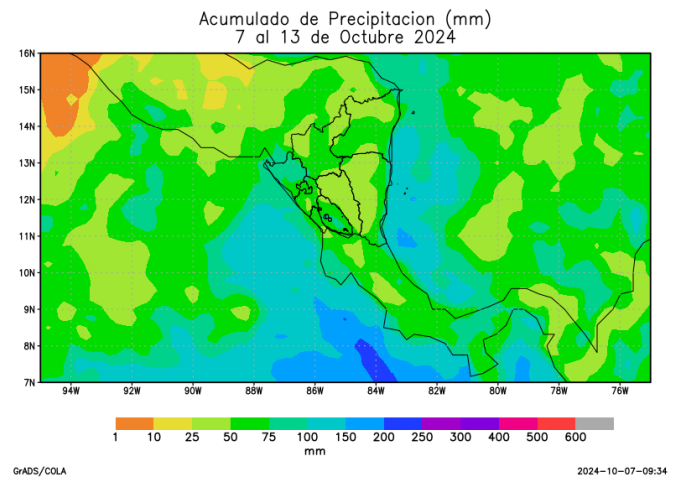 Acumulado de Precipitacion (mm)
7 al 13 de Octubre 2024
16N
15N
14N
13N
12N
11N
10N
9N
8N
7N
94W 92W 90W 88W 86W 84W 82W 80W 78W 76W
1 10 25 50 75 100 150 200 250 300 400 500 600
mm
GrADS/COLA 2024-10-07-09:34